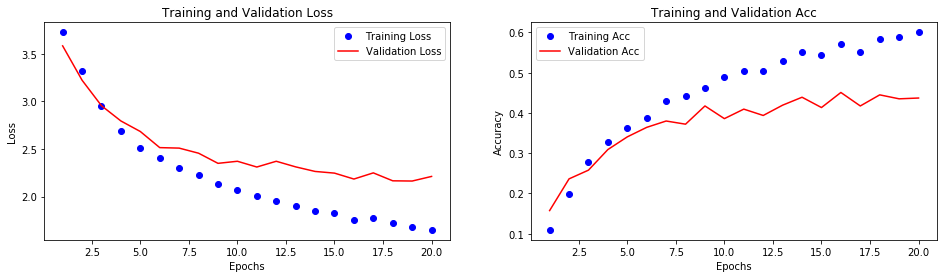 Training and Validation Loss
Training Loss
Validation Loss
3.5
3.0
2.5
2.0
Loss
2.5 5.0 7.5 10.0 12.5 15.0 17.5 20.0
Epochs
Training and Validation Acc
Training Acc
Validation Acc
0.6
0.5
0.4
0.3
0.2
0.1
Accuracy
2.5 5.0 7.5 10.0 12.5 15.0 17.5 20.0
Epochs